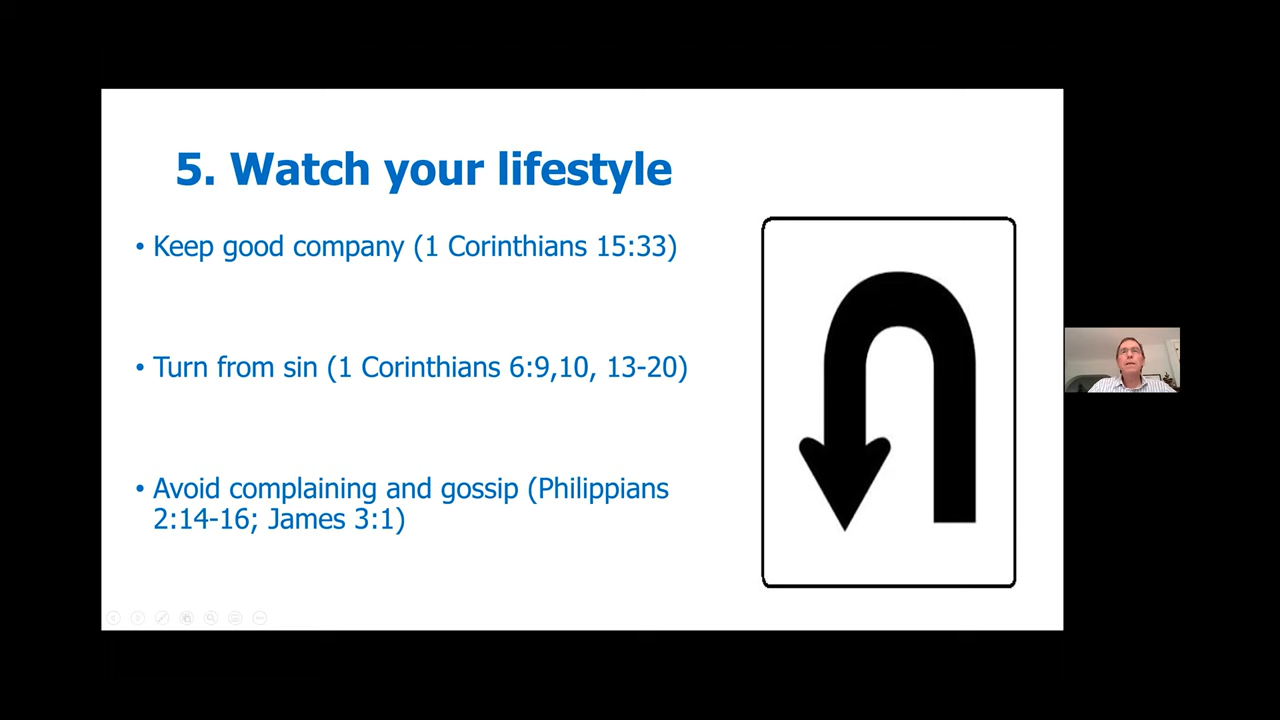 5. Watch your lifestyle
• Keep good company (1 Corinthians 15:33)
• Turn from sin (1 Corinthians 6:9,10, 13-20)
• Avoid complaining and gossip (Philippians
2:14-16; James 3:1)